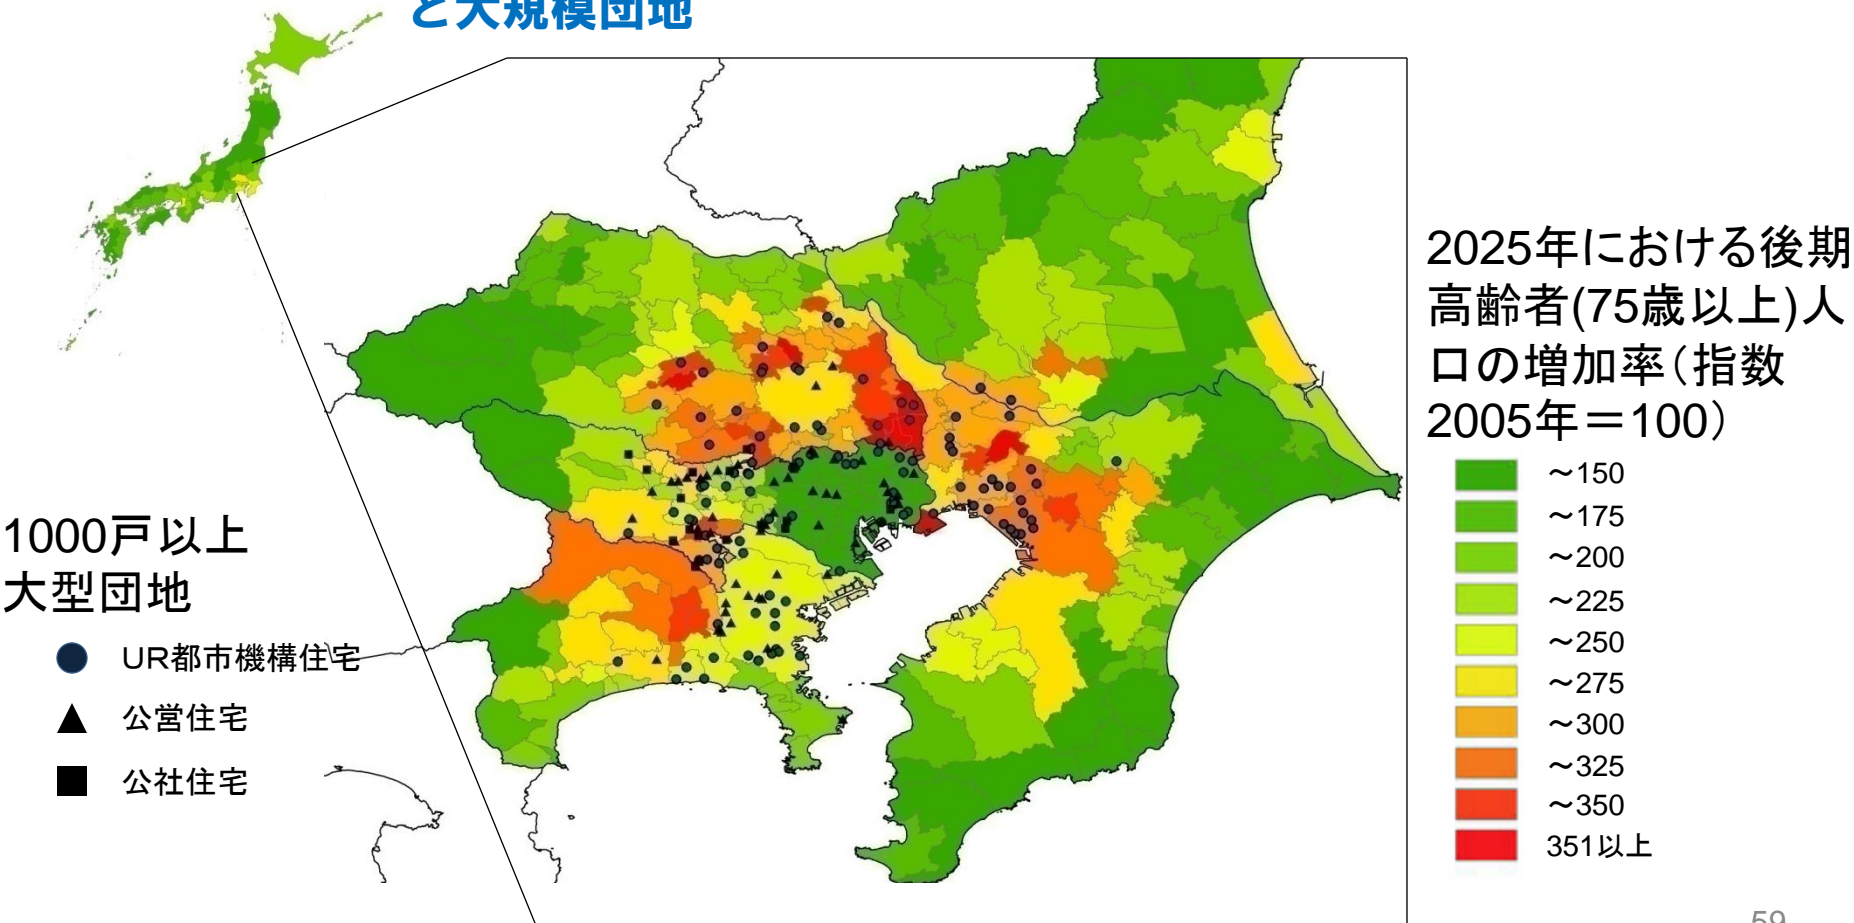 と大規模団地
2025年における後期
高齢者(75歳以上)人
口の増加率(指数
2005年＝100)
～150
～175
～200
～225
～250
～275
～300
～325
～350
351以上
1000戸以上
大型団地
UR都市機構住宅
公営住宅
公社住宅
59